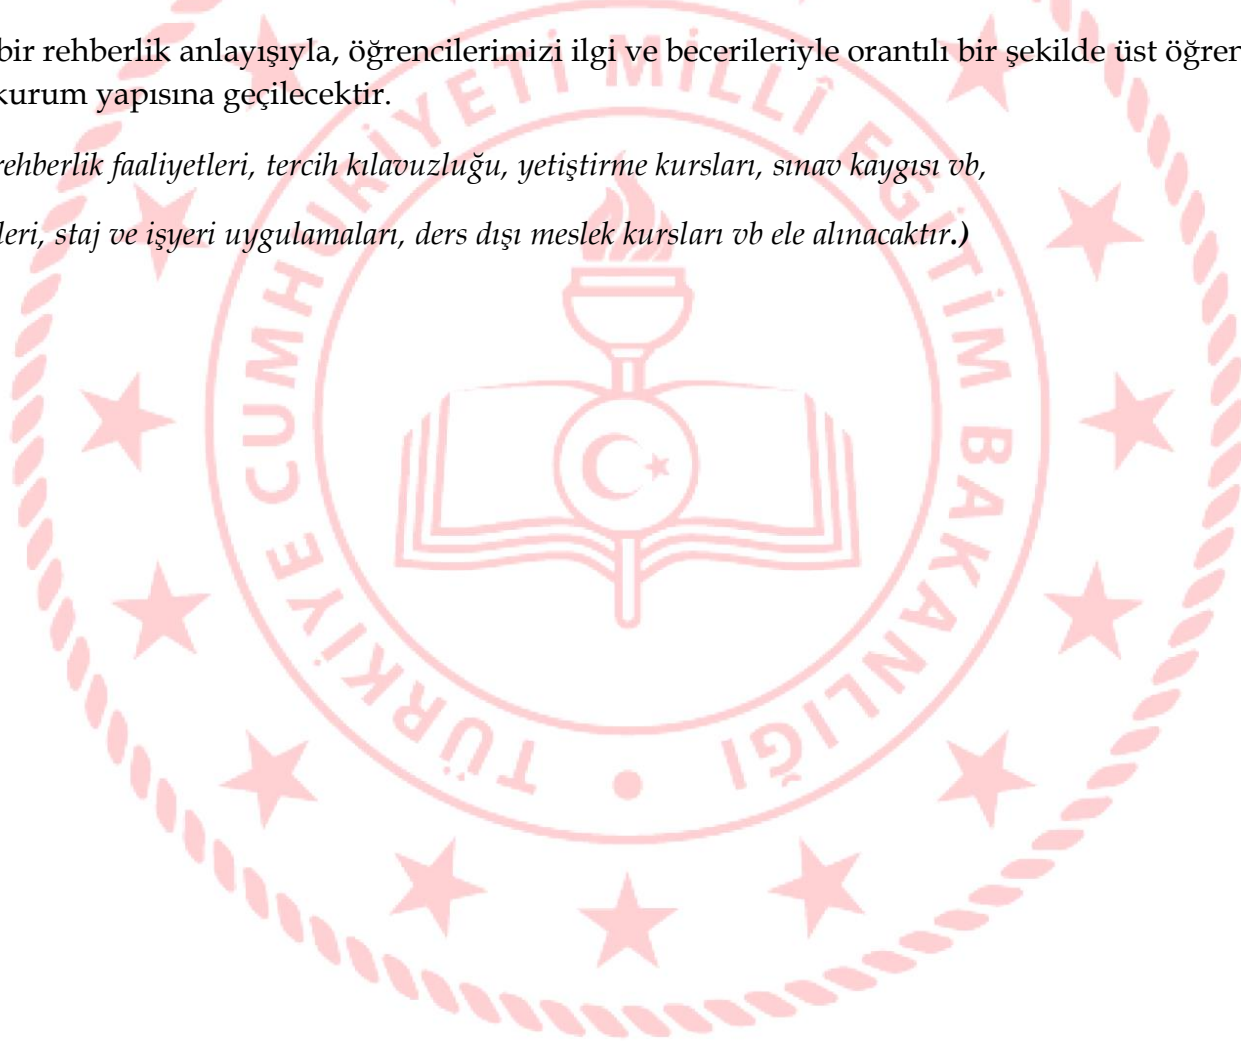 bir rehberlik anlayışıyla, öğrencilerimizi ilgi ve becerileriyle orantılı bir şekilde üst öğren
kurum yapısına geçilecektir.
rehberlik faaliyetleri, tercih kılavuzluğu, yetiştirme kursları, sınav kaygısı vb,
leri, staj ve işyeri uygulamaları, ders dışı meslek kursları vb ele alınacaktır.)
TÜRKİYE CUMHURİYETİ MİLLÎ EĞİTİM BAKANLIĞI